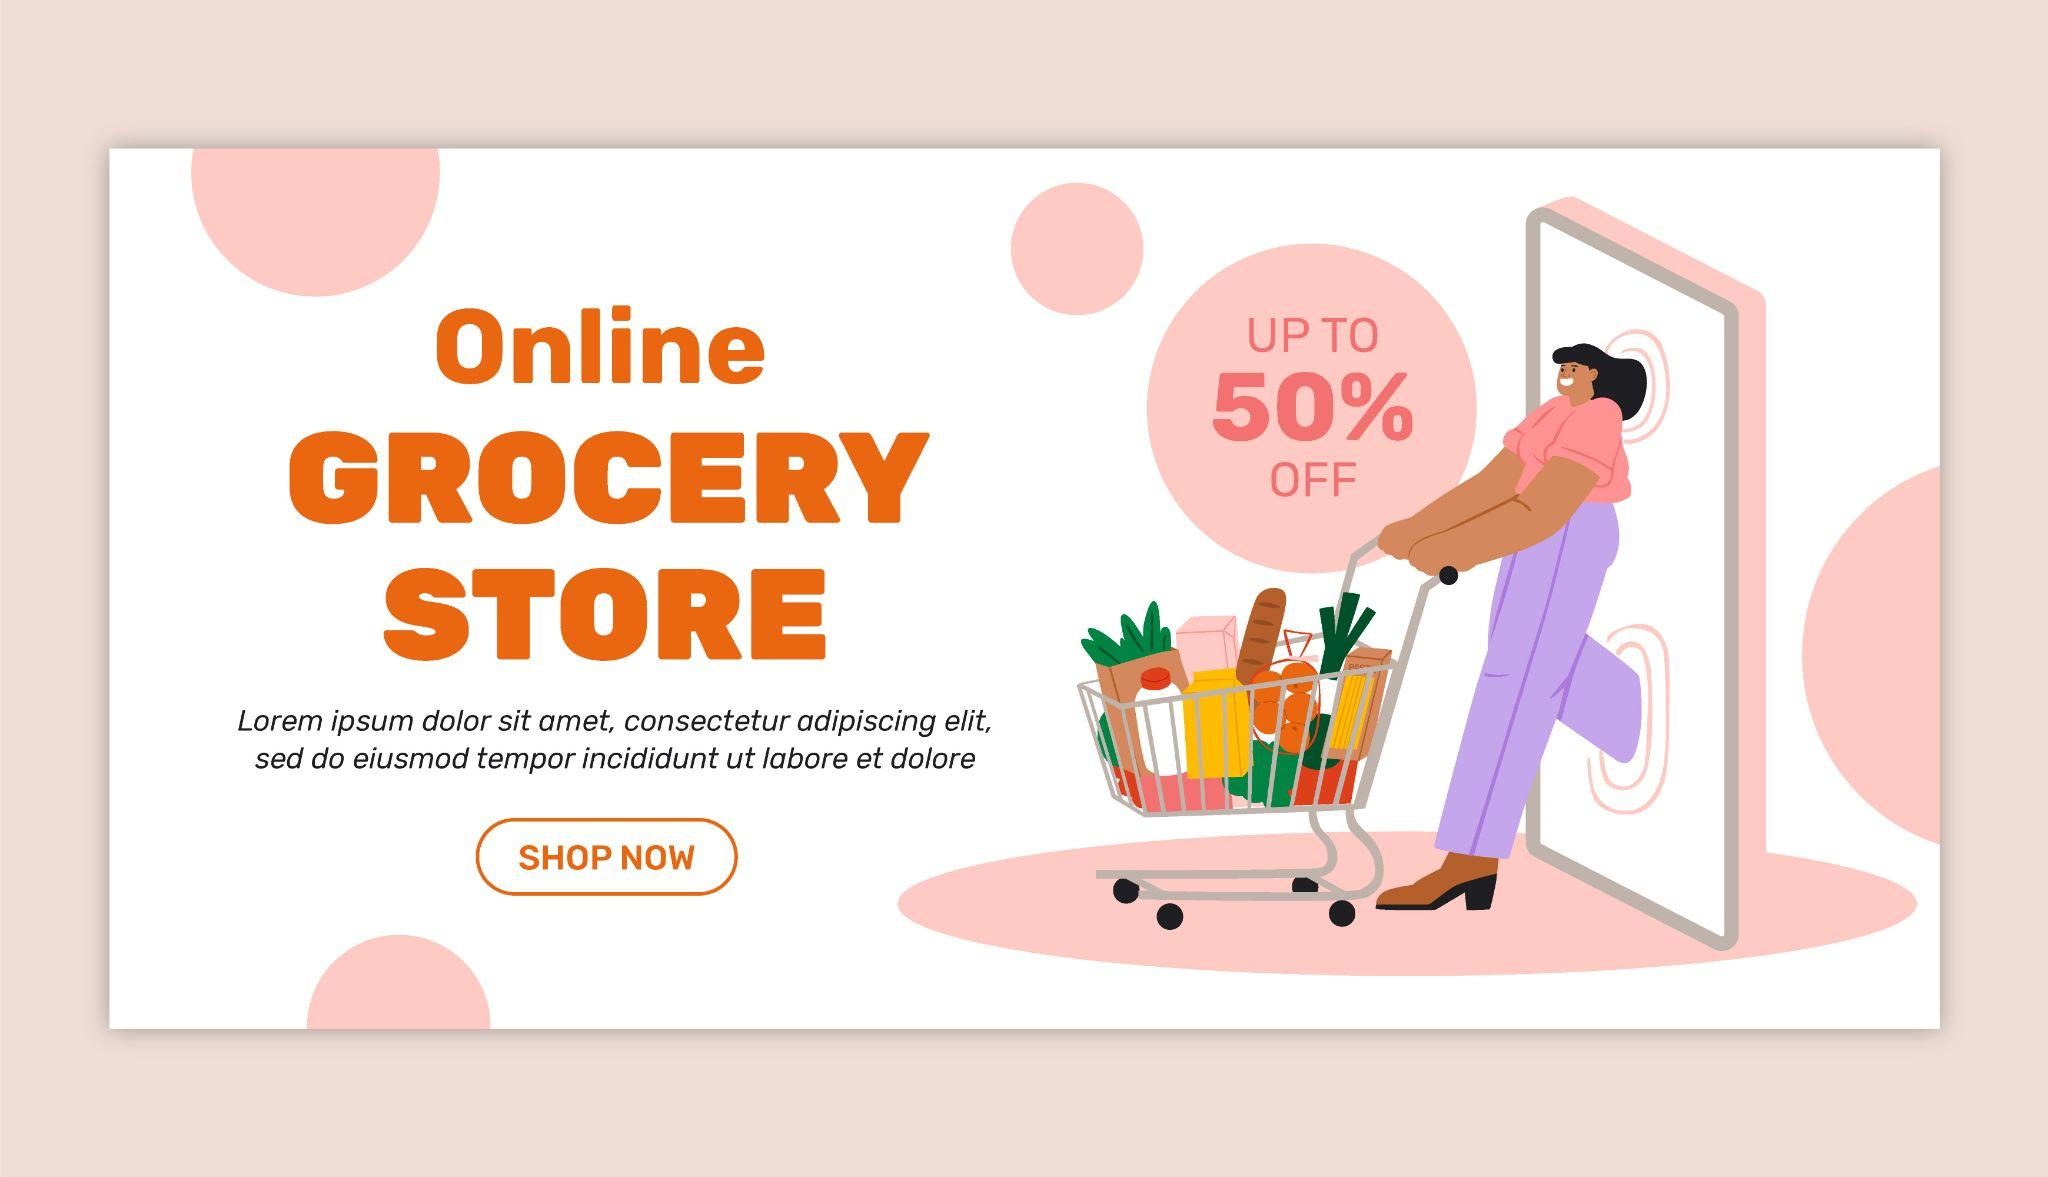 Online
GROCERY
STORE
Lorem ipsum dolor sit amet, consectetur adipiscing elit,
sed do eiusmod tempor incididunt ut labore et dolore
SHOP NOW
UP TO
50%
OFF